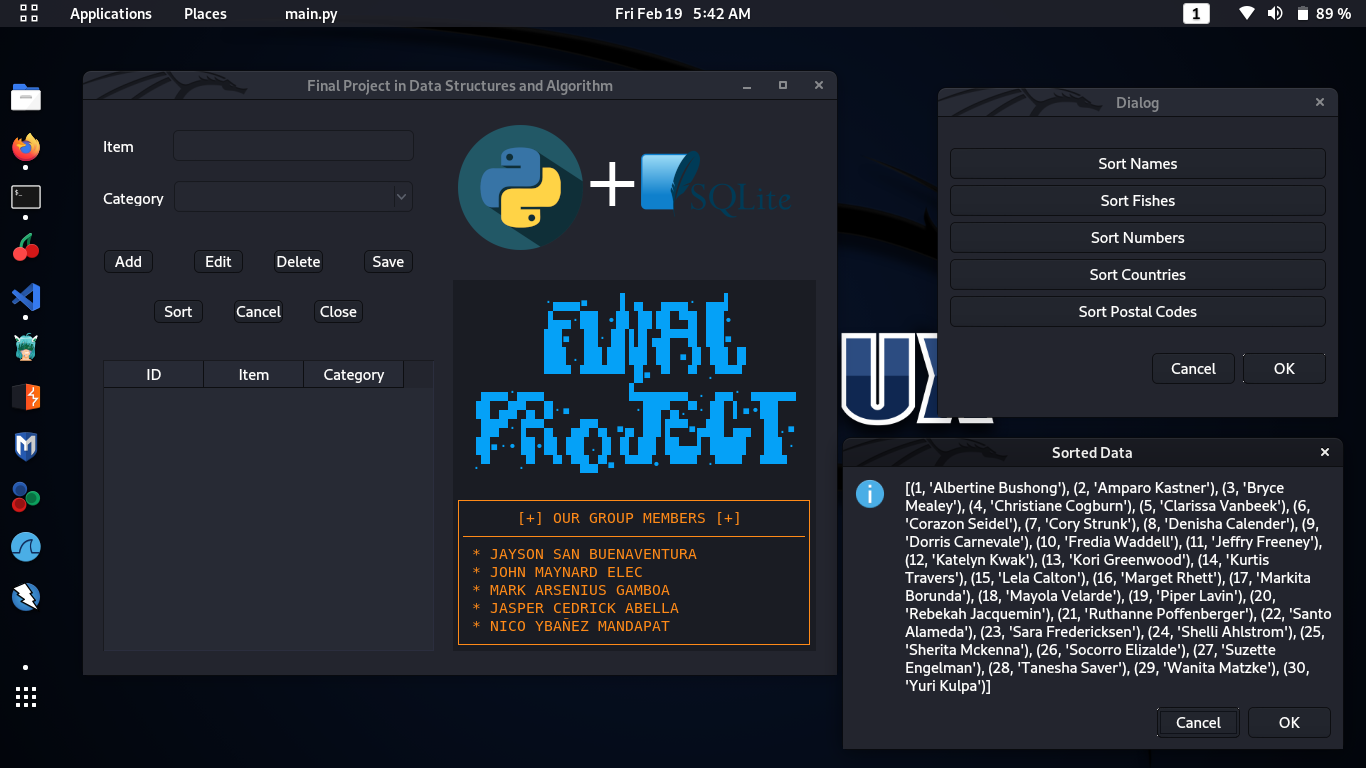 Applications Places main.py Fri Feb 19 5:42 AM 1 89 %
Final Project in Data Structures and Algorithm
Item
Category
Add Edit Delete Save
Sort Cancel Close
ID Item Category
+ SQLite
FINAL
PROJECT
[+] OUR GROUP MEMBERS [+]
* JAYSON SAN BUENAVENTURA
* JOHN MAYNARD ELEC
* MARK ARSENIUS GAMBOA
* JASPER CEDRICK ABELLA
* NICO YBAÑEZ MANDAPAT
Dialog
Sort Names
Sort Fishes
Sort Numbers
Sort Countries
Sort Postal Codes
Cancel OK
UX
Sorted Data
[(1, 'Albertine Bushong'), (2, 'Amparo Kastner'), (3, 'Bryce
Mealey'), (4, 'Christiane Cogburn'), (5, 'Clarissa Vanbeek'), (6,
'Corazon Seidel'), (7, 'Cory Strunk'), (8, 'Denisha Calender'), (9,
'Dorris Carnevale'), (10, 'Fredia Waddell'), (11, 'Jeffry Freeney'),
(12, 'Katelyn Kwak'), (13, 'Kori Greenwood'), (14, 'Kurtis
Travers'), (15, 'Lela Calton'), (16, 'Marget Rhett'), (17, 'Markita
Borunda'), (18, 'Mayola Velarde'), (19, 'Piper Lavin'), (20,
'Rebekah Jacquemin'), (21, 'Ruthanne Poffenberger'), (22, 'Santo
Alameda'), (23, 'Sara Fredericksen'), (24, 'Shelli Ahlstrom'), (25,
'Sherita Mckenna'), (26, 'Socorro Elizalde'), (27, 'Suzette
Engelman'), (28, 'Tanesha Saver'), (29, 'Wanita Matzke'), (30,
'Yuri Kulpa')]
Cancel OK